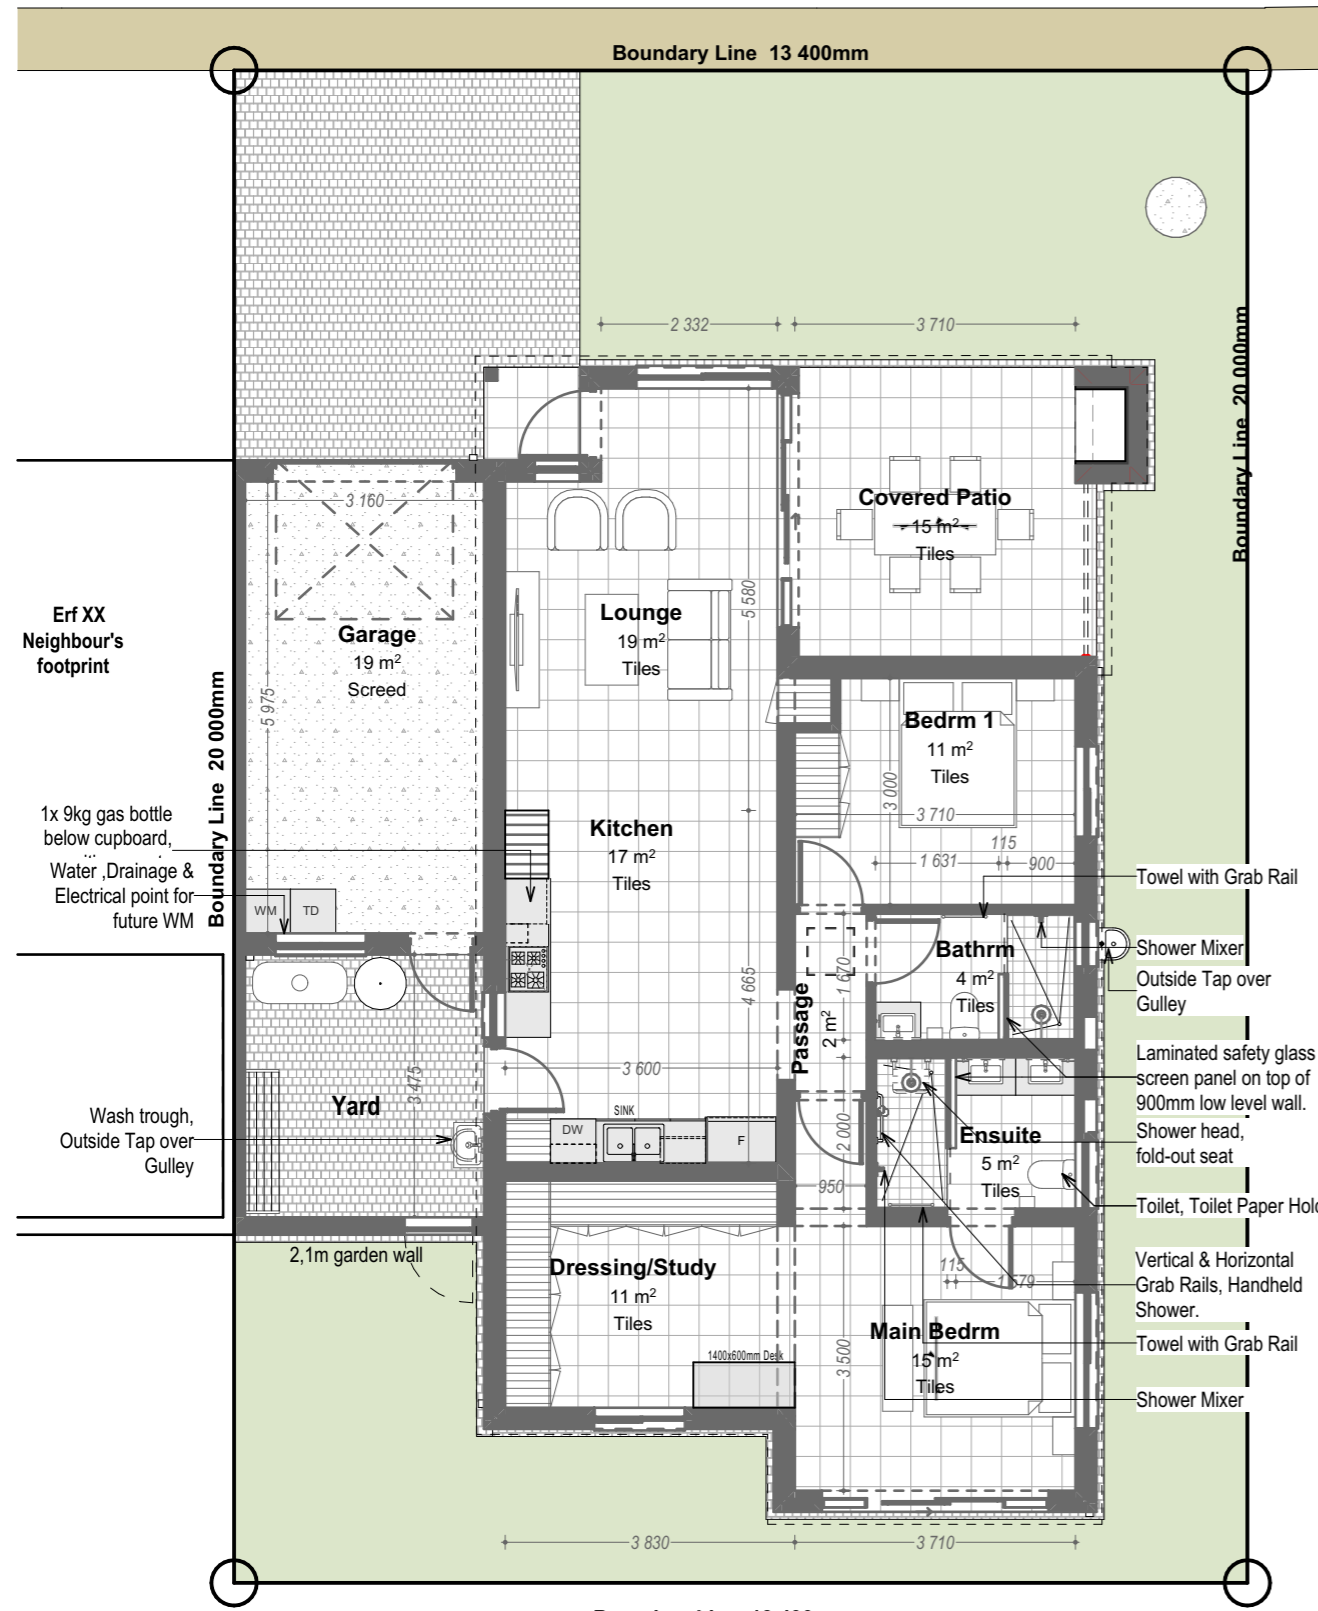 Boundary Line 13 400mm
2 332
3 710
Boundary Line 20 000mm
3 160
Covered Patio
15 m²
Tiles
Erf XX
Neighbour's
footprint
Garage
19 m²
Screed
5 975
Lounge
19 m²
Tiles
5 580
Bedrm 1
11 m²
Tiles
3 000
3 710
115
1 631
900
Boundary Line 20 000mm
1x 9kg gas bottle
below cupboard,
Water ,Drainage &
Electrical point for
future WM
WM
TD
Kitchen
17 m²
Tiles
4 665
3 600
Towel with Grab Rail
Shower Mixer
Outside Tap over
Gulley
Bathrm
4 m²
Tiles
1 670
Passage
2 m²
Laminated safety glass
screen panel on top of
900mm low level wall.
Shower head,
fold-out seat
Yard
3 475
Wash trough,
Outside Tap over
Gulley
SINK
DW
F
2 000
950
Ensuite
5 m²
Tiles
Toilet, Toilet Paper Hold
2,1m garden wall
Dressing/Study
11 m²
Tiles
1400x600mm Desk
115
1 579
Vertical & Horizontal
Grab Rails, Handheld
Shower.
Towel with Grab Rail
Main Bedrm
15 m²
Tiles
3 500
Shower Mixer
3 830
3 710